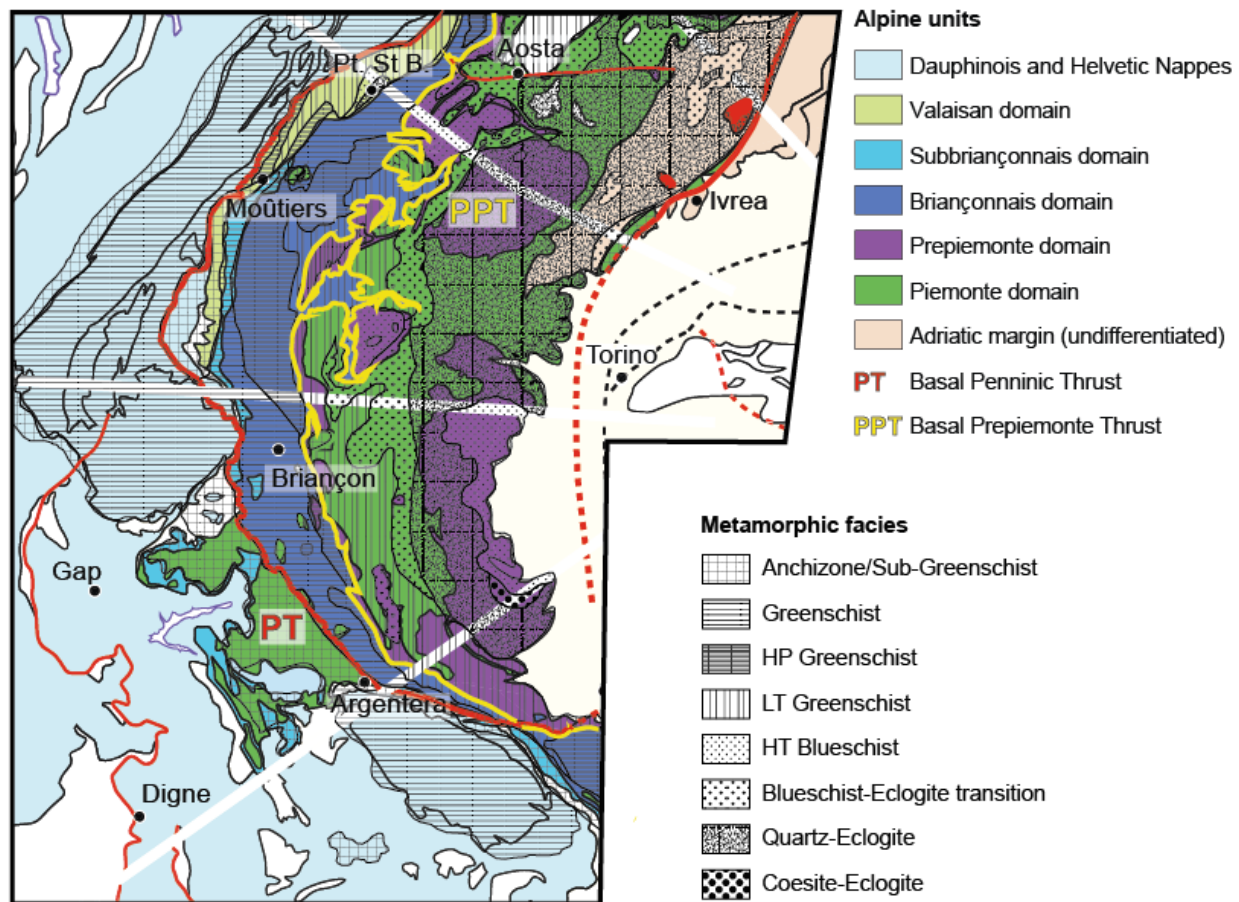 Aosta
Pt. St B.
Moûtiers
PPT
Ivrea
Torino
Briançon
Gap
PT
Argentera
Digne
Alpine units
Dauphinois and Helvetic Nappes
Valaisan domain
Subbriançonnais domain
Briançonnais domain
Prepiemonte domain
Piemonte domain
Adriatic margin (undifferentiated)
PT Basal Penninic Thrust
PPT Basal Prepiemonte Thrust
Metamorphic facies
Anchizone/Sub-Greenschist
Greenschist
HP Greenschist
LT Greenschist
HT Blueschist
Blueschist-Eclogite transition
Quartz-Eclogite
Coesite-Eclogite